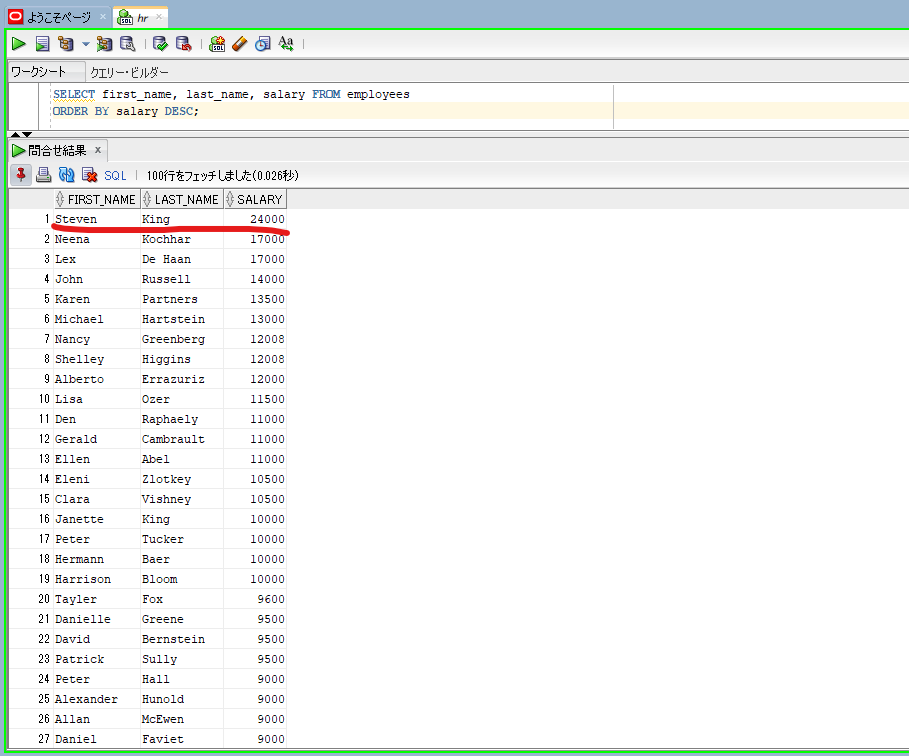 ようこそページ
hr
SQL
SQL
Aa
ワークシート クエリー・ビルダー
SELECT first_name, last_name, salary FROM employees
ORDER BY salary DESC;
問合せ結果 x
SQL | 100行をフェッチしました(0.026秒)
FIRST_NAME LAST_NAME SALARY
1 Steven King 24000
2 Neena Kochhar 17000
3 Lex De Haan 17000
4 John Russell 14000
5 Karen Partners 13500
6 Michael Hartstein 13000
7 Nancy Greenberg 12008
8 Shelley Higgins 12008
9 Alberto Errazuriz 12000
10 Lisa Ozer 11500
11 Den Raphaely 11000
12 Gerald Cambrault 11000
13 Ellen Abel 11000
14 Eleni Zlotkey 10500
15 Clara Vishney 10500
16 Janette King 10000
17 Peter Tucker 10000
18 Hermann Baer 10000
19 Harrison Bloom 10000
20 Tayler Fox 9600
21 Danielle Greene 9500
22 David Bernstein 9500
23 Patrick Sully 9500
24 Peter Hall 9000
25 Alexander Hunold 9000
26 Allan McEwen 9000
27 Daniel Faviet 9000